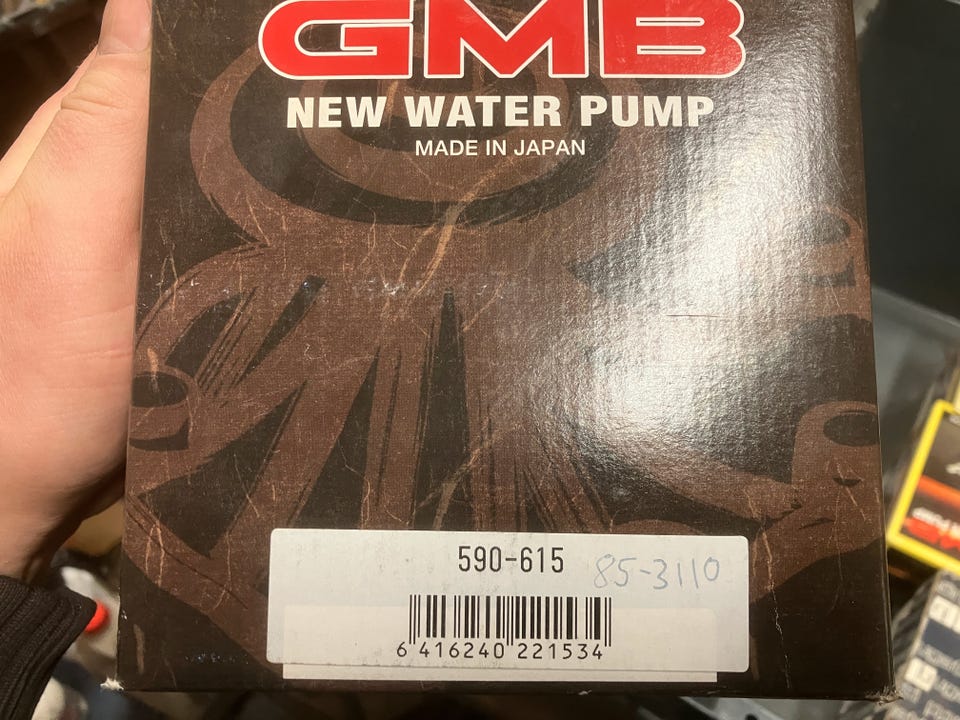 GMB
NEW WATER PUMP
MADE IN JAPAN
590-615 85-3110
6 416240 221534